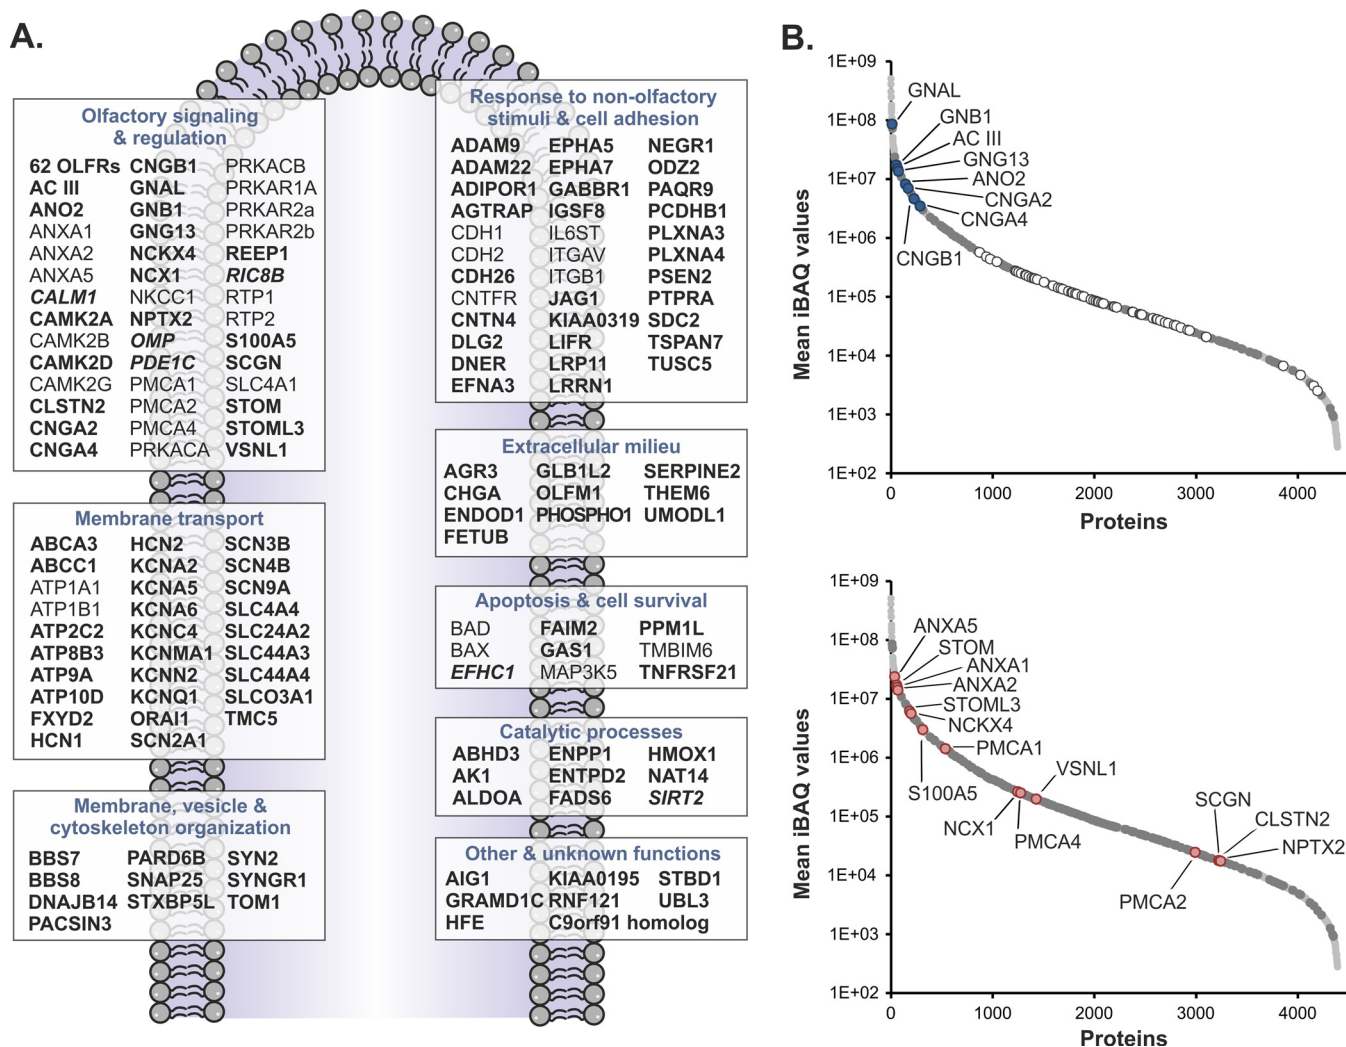 A.
Olfactory signaling
& regulation
62 OLFRs CNGB1 PRKACB
AC III GNAL PRKAR1A
ANO2 GNB1 PRKAR2a
ANXA1 GNG13 PRKAR2b
ANXA2 NCKX4 REEP1
ANXA5 NCX1 RIC8B
CALM1 NKCC1 RTP1
CAMK2A NPTX2 RTP2
CAMK2B OMP S100A5
CAMK2D PDE1C SCGN
CAMK2G PMCA1 SLC4A1
CLSTN2 PMCA2 STOM
CNGA2 PMCA4 STOML3
CNGA4 PRKACA VSNL1
Membrane transport
ABCA3 HCN2 SCN3B
ABCC1 KCNA2 SCN4B
ATP1A1 KCNA5 SCN9A
ATP1B1 KCNA6 SLC4A4
ATP2C2 KCNC4 SLC24A2
ATP8B3 KCNMA1 SLC44A3
ATP9A KCNN2 SLC44A4
ATP10D KCNQ1 SLCO3A1
FXYD2 ORAI1 TMC5
HCN1 SCN2A1
Membrane, vesicle &
cytoskeleton organization
BBS7 PARD6B SYN2
BBS8 SNAP25 SYNGR1
DNAJB14 STXBP5L TOM1
PACSIN3
Response to non-olfactory
stimuli & cell adhesion
ADAM9 EPHA5 NEGR1
ADAM22 EPHA7 ODZ2
ADIPOR1 GABBR1 PAQR9
AGTRAP IGSF8 PCDHB1
CDH1 IL6ST PLXNA3
CDH2 ITGAV PLXNA4
CDH26 ITGB1 PSEN2
CNTFR JAG1 PTPRA
CNTN4 KIAA0319 SDC2
DLG2 LIFR TSPAN7
DNER LRP11 TUSC5
EFNA3 LRRN1
Extracellular milieu
AGR3 GLB1L2 SERPINE2
CHGA OLFM1 THEM6
ENDOD1 PHOSPHO1 UMODL1
FETUB
Apoptosis & cell survival
BAD FAIM2 PPM1L
BAX GAS1 TMBIM6
EFHC1 MAP3K5 TNFRSF21
Catalytic processes
ABHD3 ENPP1 HMOX1
AK1 ENTPD2 NAT14
ALDOA FADS6 SIRT2
Other & unknown functions
AIG1 KIAA0195 STBD1
GRAMD1C RNF121 UBL3
HFE C9orf91 homolog
B.
Mean iBAQ values
1E+09
1E+08
1E+07
1E+06
1E+05
1E+04
1E+03
1E+02
GNAL
GNB1
AC III
GNG13
ANO2
CNGA2
CNGA4
CNGB1
0 1000 2000 3000 4000
Proteins
Mean iBAQ values
1E+09
1E+08
1E+07
1E+06
1E+05
1E+04
1E+03
1E+02
ANXA5
STOM
ANXA1
ANXA2
STOML3
NCKX4
PMCA1
VSNL1
S100A5
NCX1
PMCA4
SCGN
CLSTN2
NPTX2
PMCA2
0 1000 2000 3000 4000
Proteins